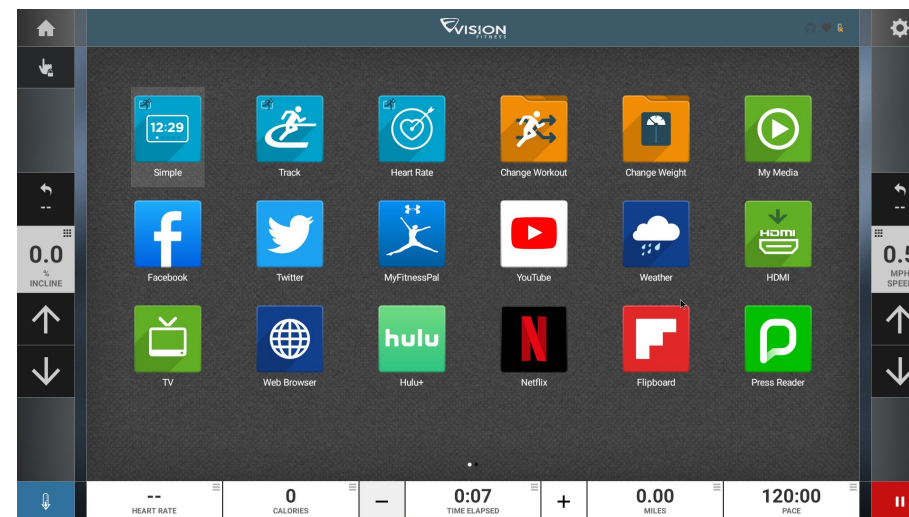 VISION
FITNESS
12:29
Simple
Track
Heart Rate
Change Workout
Change Weight
My Media
Facebook
Twitter
MyFitnessPal
YouTube
Weather
HDMI
HDMI
hulu
TV
Web Browser
Hulu+
Netflix
Flipboard
Press Reader
--
0.0
%
INCLINE
--
0.5
MPH
SPEED
--
HEART RATE
0
CALORIES
−
0:07
TIME ELAPSED
+
0.00
MILES
120:00
PACE